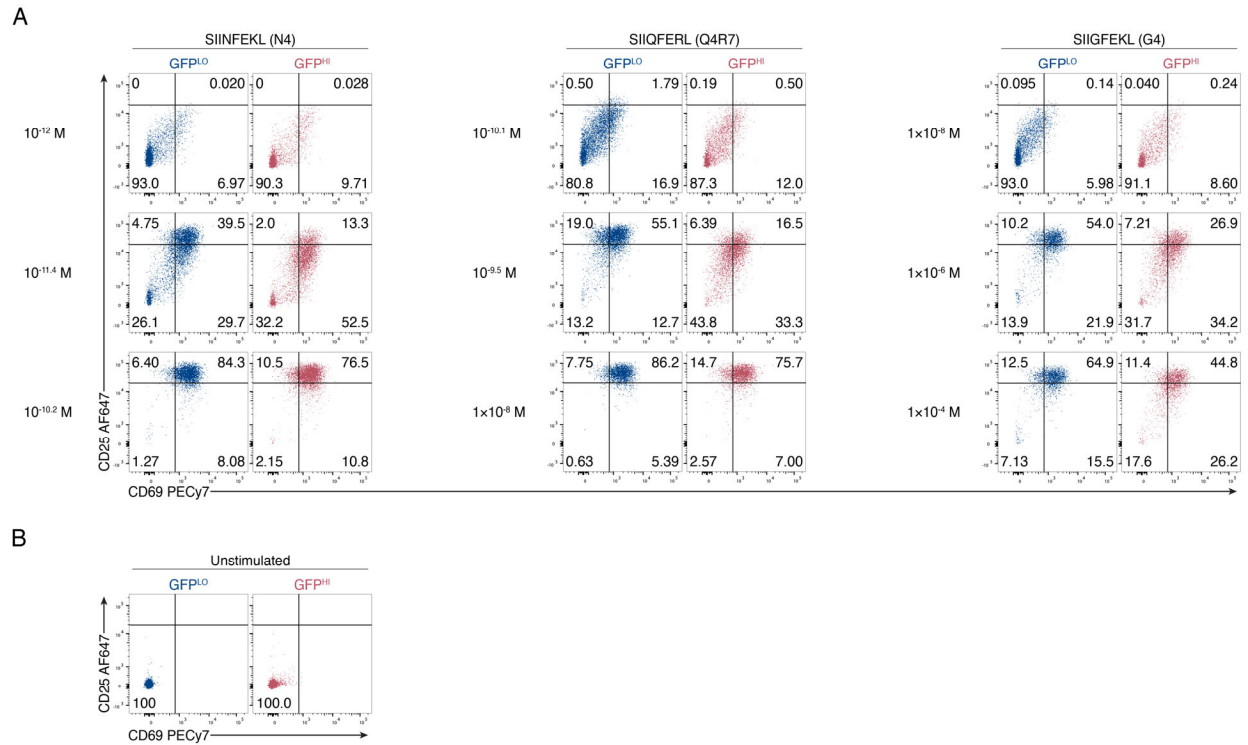 A
SIINFEKL (N4) SIIQFERL (Q4R7) SIIGFEKL (G4)
GFPLO GFPHI GFPLO GFPHI GFPLO GFPHI
10-12 M 0 0.020 0 0.028 93.0 6.97 90.3 9.71
10-10.1 M 0.50 1.79 0.19 0.50 80.8 16.9 87.3 12.0
1×10-8 M 0.095 0.14 0.040 0.24 93.0 5.98 91.1 8.60
10-11.4 M 4.75 39.5 2.0 13.3 26.1 29.7 32.2 52.5
10-9.5 M 19.0 55.1 6.39 16.5 13.2 12.7 43.8 33.3
1×10-6 M 10.2 54.0 7.21 26.9 13.9 21.9 31.7 34.2
10-10.2 M 6.40 84.3 10.5 76.5 1.27 8.08 2.15 10.8
1×10-8 M 7.75 86.2 14.7 75.7 0.63 5.39 2.57 7.00
1×10-4 M 12.5 64.9 11.4 44.8 7.13 15.5 17.6 26.2
CD25 AF647
CD69 PECy7
B
Unstimulated
GFPLO GFPHI
100 100.0
CD25 AF647
CD69 PECy7